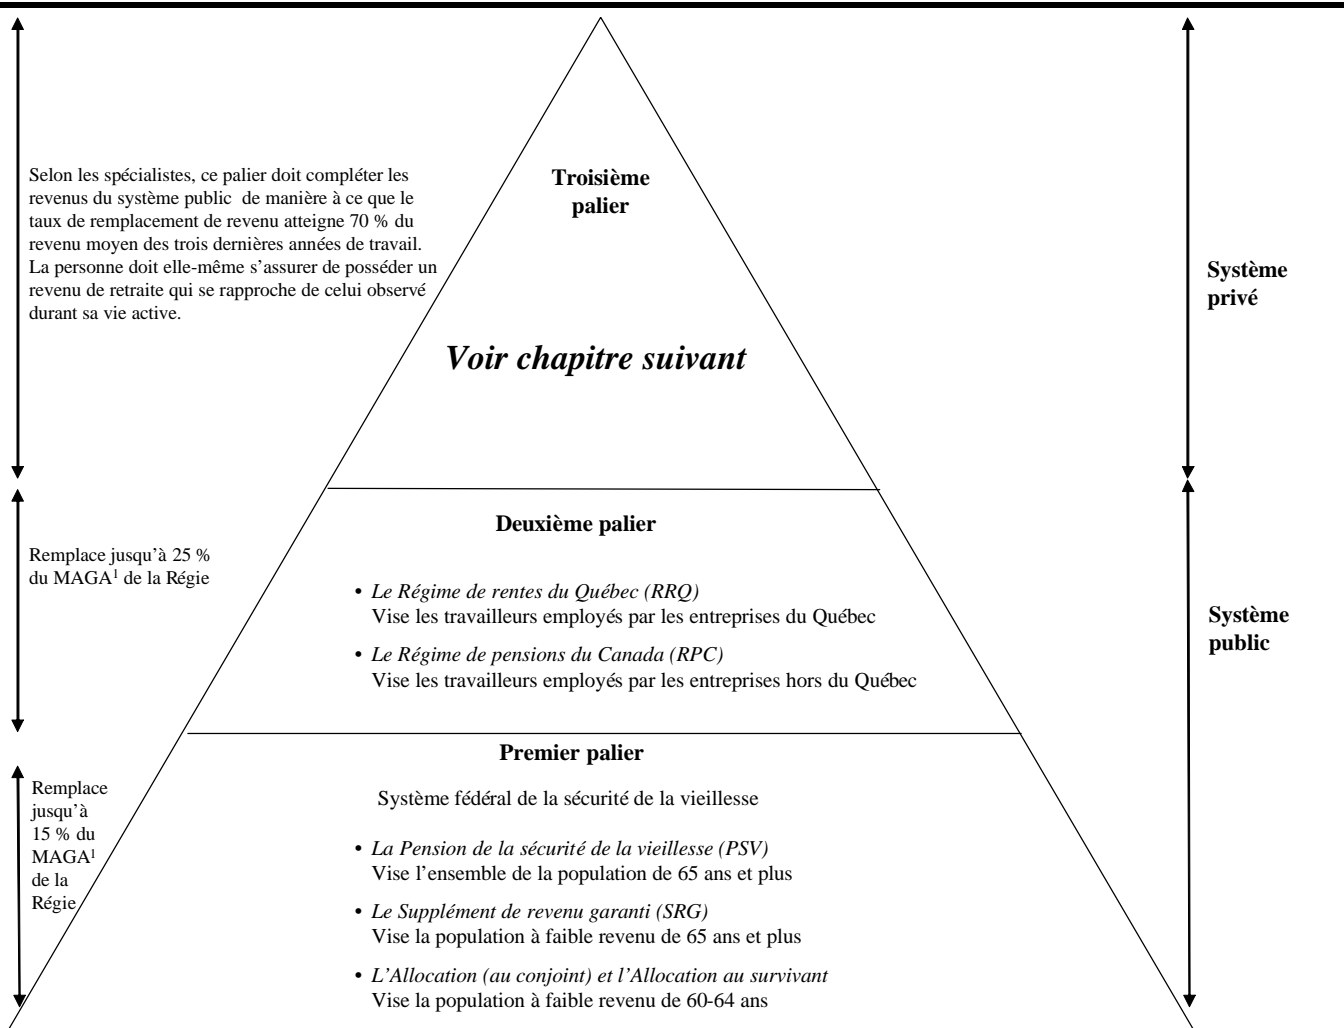 Selon les spécialistes, ce palier doit compléter les
revenus du système public de manière à ce que le
taux de remplacement de revenu atteigne 70 % du
revenu moyen des trois dernières années de travail.
La personne doit elle-même s'assurer de posséder un
revenu de retraite qui se rapproche de celui observé
durant sa vie active.
Troisième
palier
Voir chapitre suivant
Système
privé
Remplace jusqu'à 25 %
du MAGA¹ de la Régie
Deuxième palier
• Le Régime de rentes du Québec (RRQ)
Vise les travailleurs employés par les entreprises du Québec
• Le Régime de pensions du Canada (RPC)
Vise les travailleurs employés par les entreprises hors du Québec
Système
public
Remplace
jusqu'à
15 % du
MAGA¹
de la
Régie
Premier palier
Système fédéral de la sécurité de la vieillesse
• La Pension de la sécurité de la vieillesse (PSV)
Vise l'ensemble de la population de 65 ans et plus
• Le Supplément de revenu garanti (SRG)
Vise la population à faible revenu de 65 ans et plus
• L'Allocation (au conjoint) et l'Allocation au survivant
Vise la population à faible revenu de 60-64 ans